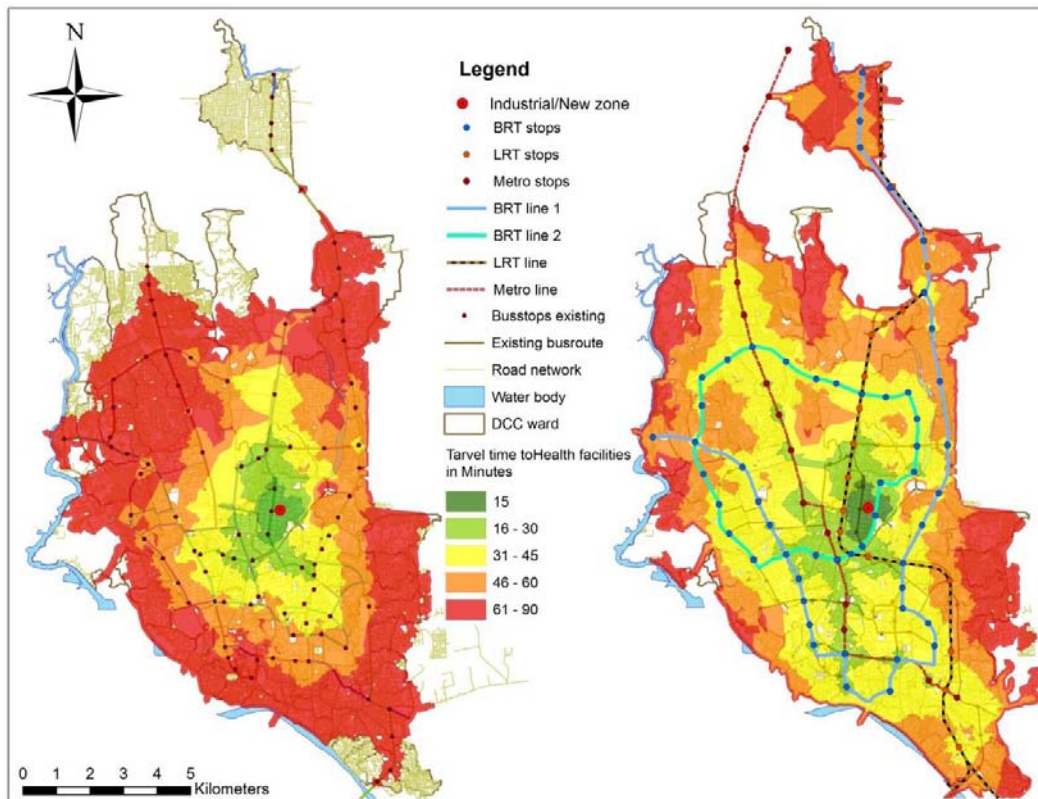 N
Legend
Industrial/New zone
BRT stops
LRT stops
Metro stops
BRT line 1
BRT line 2
LRT line
Metro line
Busstops existing
Existing busroute
Road network
Water body
DCC ward
Tarvel time toHealth facilities
in Minutes
15
16 - 30
31 - 45
46 - 60
61 - 90
0 1 2 3 4 5
Kilometers